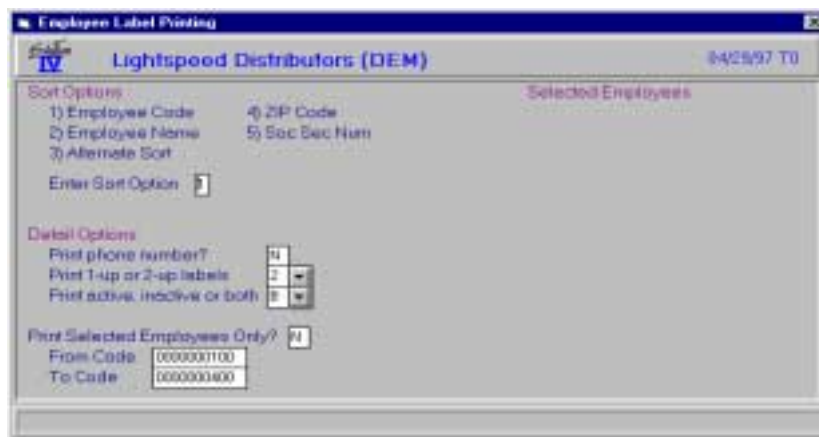 Employee Label Printing
IV
Lightspeed Distributors (DEM)
04/29/97 T0
Sort Options
Selected Employees
1) Employee Code 4) ZIP Code
2) Employee Name 5) Soc Sec Num
3) Alternate Sort
Enter Sort Option
Detail Options
Print phone number? N
Print 1-up or 2-up labels 2
Print active, inactive or both B
Print Selected Employees Only? N
From Code 0000000100
To Code 0000000400